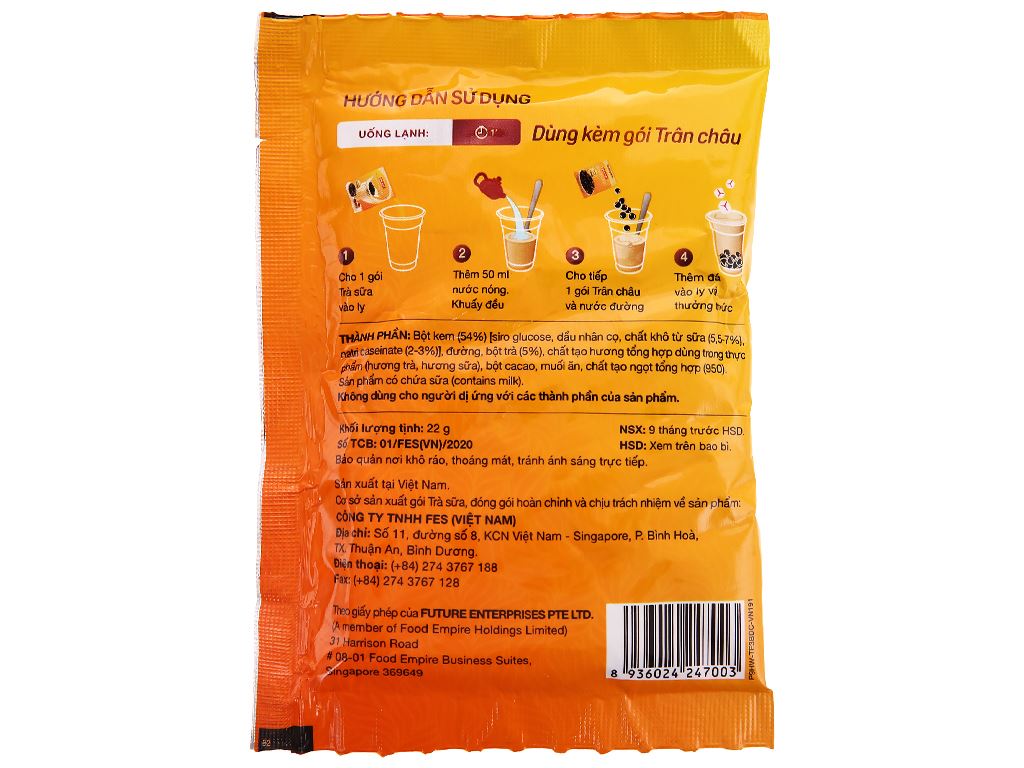 HƯỚNG DẪN SỬ DỤNG
UỐNG LẠNH: 1' Dùng kèm gói Trân châu
1 Cho 1 gói
Trà sữa
vào ly
2 Thêm 50 ml
nước nóng.
Khuấy đều
3 Cho tiếp
1 gói Trân châu
và nước đường
4 Thêm đá
vào ly và
thưởng thức
THÀNH PHẦN: Bột kem (54%) [siro glucose, dầu nhân cọ, chất khô từ sữa (5,5-7%),
natri caseinate (2-3%)], đường, bột trà (5%), chất tạo hương tổng hợp dùng trong thực
phẩm (hương trà, hương sữa), bột cacao, muối ăn, chất tạo ngọt tổng hợp (950).
Sản phẩm có chứa sữa (contains milk).
Không dùng cho người dị ứng với các thành phần của sản phẩm.
Khối lượng tịnh: 22 g
Số TCB: 01/FES(VN)/2020
NSX: 9 tháng trước HSD.
HSD: Xem trên bao bì.
Bảo quản nơi khô ráo, thoáng mát, tránh ánh sáng trực tiếp.
Sản xuất tại Việt Nam.
Cơ sở sản xuất gói Trà sữa, đóng gói hoàn chỉnh và chịu trách nhiệm về sản phẩm:
CÔNG TY TNHH FES (VIỆT NAM)
Địa chỉ: Số 11, đường số 8, KCN Việt Nam - Singapore, P. Bình Hoà,
TX. Thuận An, Bình Dương.
Điện thoại: (+84) 274 3767 188
Fax: (+84) 274 3767 128
Theo giấy phép của FUTURE ENTERPRISES PTE LTD.
(A member of Food Empire Holdings Limited)
31 Harrison Road
# 08-01 Food Empire Business Suites,
Singapore 369649
8 936024 247003
P9HW-TF3BDC-VN191